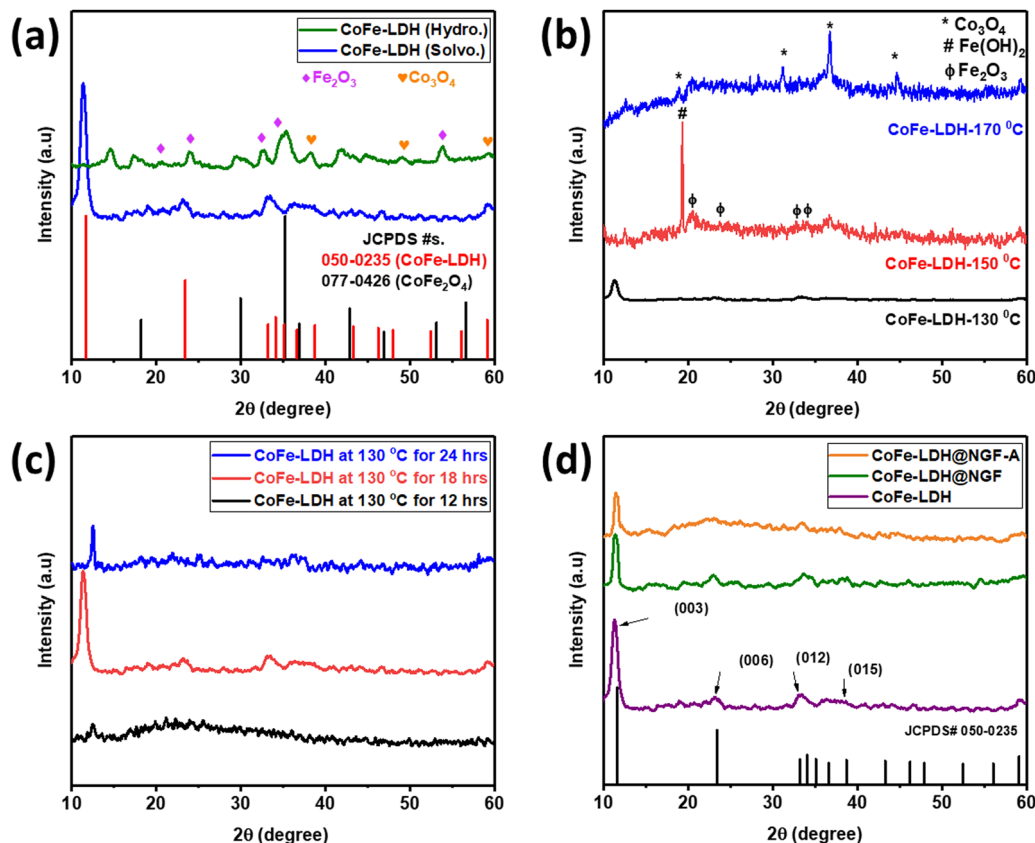 (a)
CoFe-LDH (Hydro.)
CoFe-LDH (Solvo.)
♦Fe₂O₃ ♥Co₃O₄
JCPDS #s.
050-0235 (CoFe-LDH)
077-0426 (CoFe₂O₄)
Intensity (a.u)
10 20 30 40 50 60
2θ (degree)
(b)
* Co₃O₄
# Fe(OH)₂
ϕ Fe₂O₃
* * * *
CoFe-LDH-170 ⁰C
#
ϕ ϕ ϕ ϕ
CoFe-LDH-150 ⁰C
CoFe-LDH-130 ⁰C
Intensity (a.u)
10 20 30 40 50 60
2θ (degree)
(c)
CoFe-LDH at 130 ⁰C for 24 hrs
CoFe-LDH at 130 ⁰C for 18 hrs
CoFe-LDH at 130 ⁰C for 12 hrs
Intensity (a.u)
10 20 30 40 50 60
2θ (degree)
(d)
CoFe-LDH@NGF-A
CoFe-LDH@NGF
CoFe-LDH
(003)
(006) (012) (015)
JCPDS# 050-0235
Intensity (a.u)
10 20 30 40 50 60
2θ (degree)